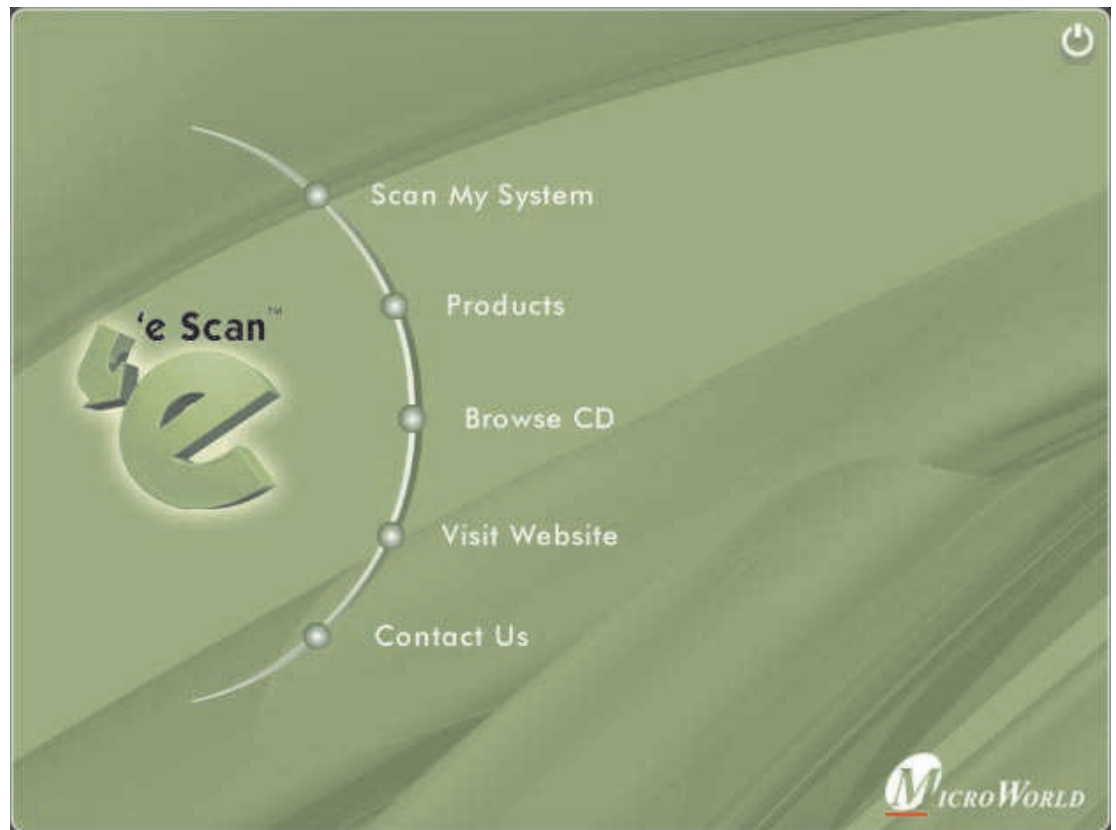 Scan My System
Products
'e Scan™
Browse CD
Visit Website
Contact Us
MICROWORLD